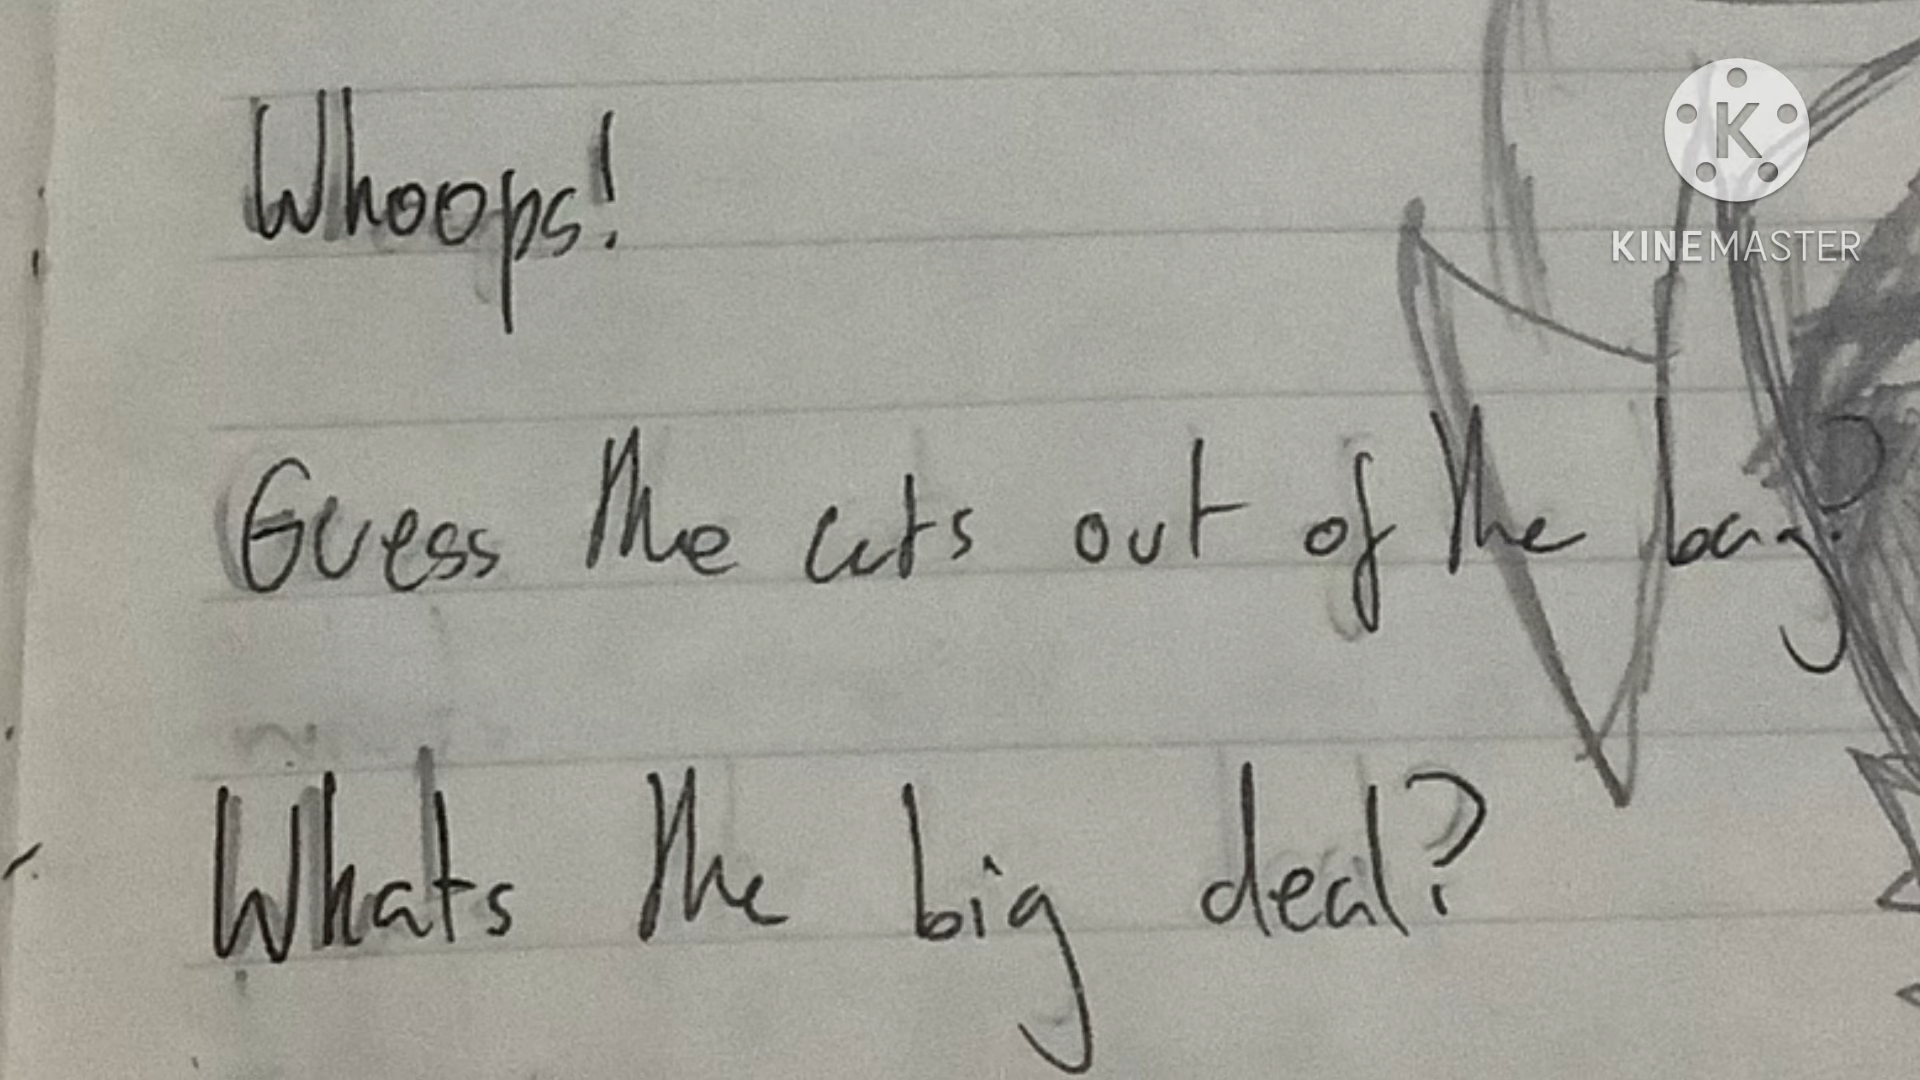 Whoops!
Guess the cats out of the bag.
Whats the big deal?
KINEMASTER